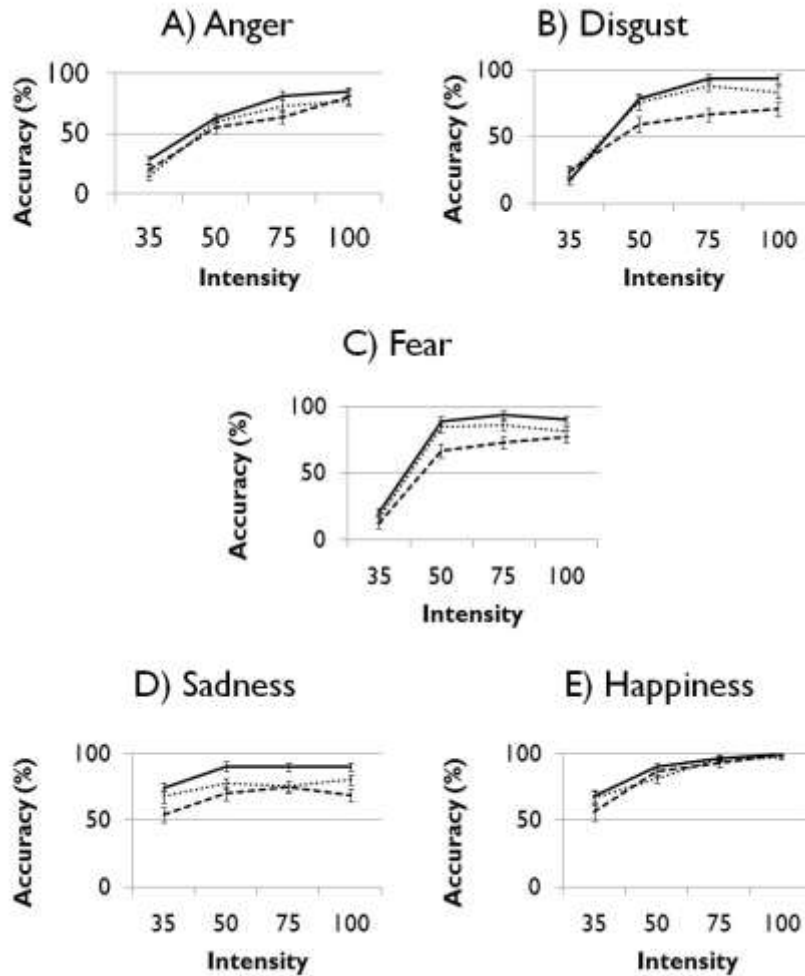 A) Anger
Accuracy (%)
100
50
0
35 50 75 100
Intensity
B) Disgust
Accuracy (%)
100
50
0
35 50 75 100
Intensity
C) Fear
Accuracy (%)
100
50
0
35 50 75 100
Intensity
D) Sadness
Accuracy (%)
100
50
0
35 50 75 100
Intensity
E) Happiness
Accuracy (%)
100
50
0
35 50 75 100
Intensity